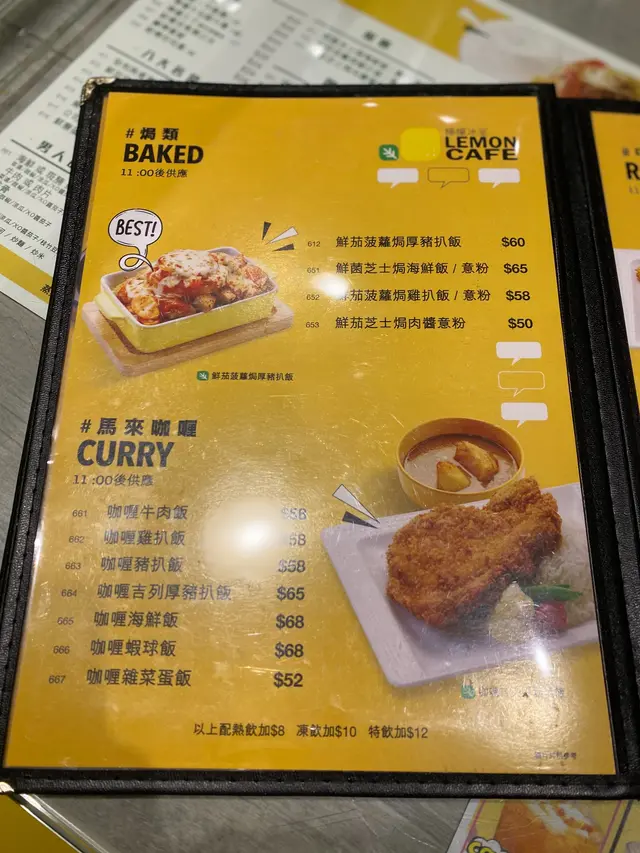 #焗類
BAKED
11:00後供應
檸檬冰室
LEMON
CAFE
BEST!
612 鮮茄菠蘿焗厚豬扒飯 $60
651 鮮菌芝士焗海鮮飯 / 意粉 $65
652 鮮茄菠蘿焗雞扒飯 / 意粉 $58
653 鮮茄芝士焗肉醬意粉 $50
鮮茄菠蘿焗厚豬扒飯
#馬來咖喱
CURRY
11:00後供應
661 咖喱牛肉飯 $58
662 咖喱雞扒飯 58
663 咖喱豬扒飯 $58
664 咖喱吉列厚豬扒飯 $65
665 咖喱海鮮飯 $68
666 咖喱蝦球飯 $68
667 咖喱雜菜蛋飯 $52
以上配熱飲加$8 凍飲加$10 特飲加$12